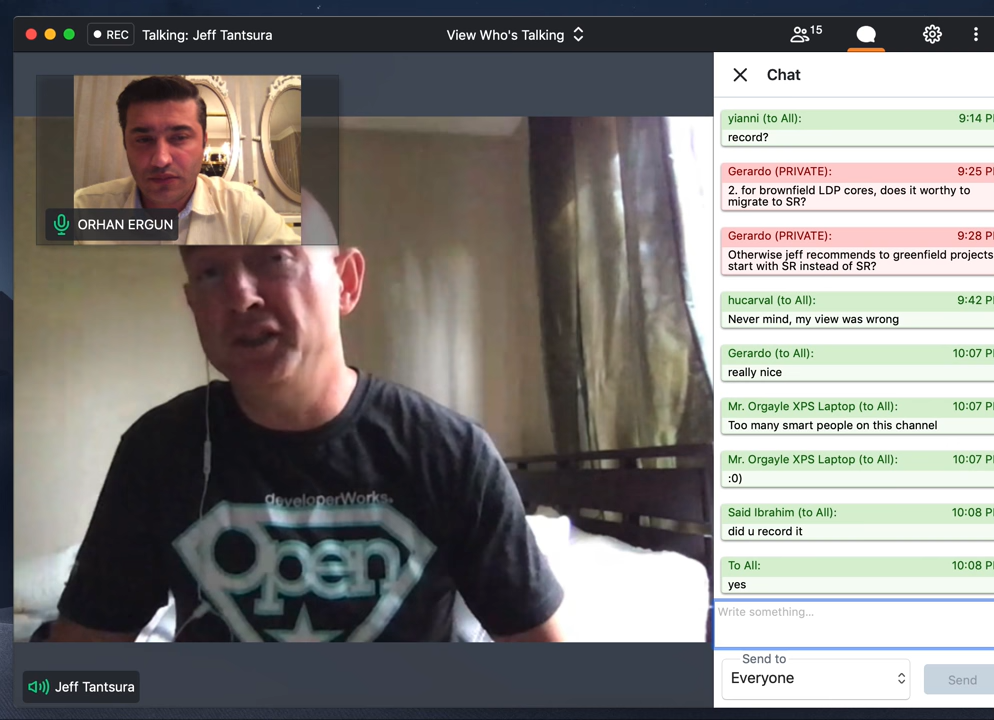 REC
Talking: Jeff Tantsura
View Who's Talking
15
ORHAN ERGUN
developerWorks.
Open
Jeff Tantsura
Chat
yianni (to All): 9:14 P
record?
Gerardo (PRIVATE): 9:25 P
2. for brownfield LDP cores, does it worthy to
migrate to SR?
Gerardo (PRIVATE): 9:28 P
Otherwise jeff recommends to greenfield projects
start with SR instead of SR?
hucarval (to All): 9:42 P
Never mind, my view was wrong
Gerardo (to All): 10:07 P
really nice
Mr. Orgayle XPS Laptop (to All): 10:07 P
Too many smart people on this channel
Mr. Orgayle XPS Laptop (to All): 10:07 P
:0)
Said Ibrahim (to All): 10:08 P
did u record it
To All: 10:08 P
yes
Write something...
Send to
Everyone
Send